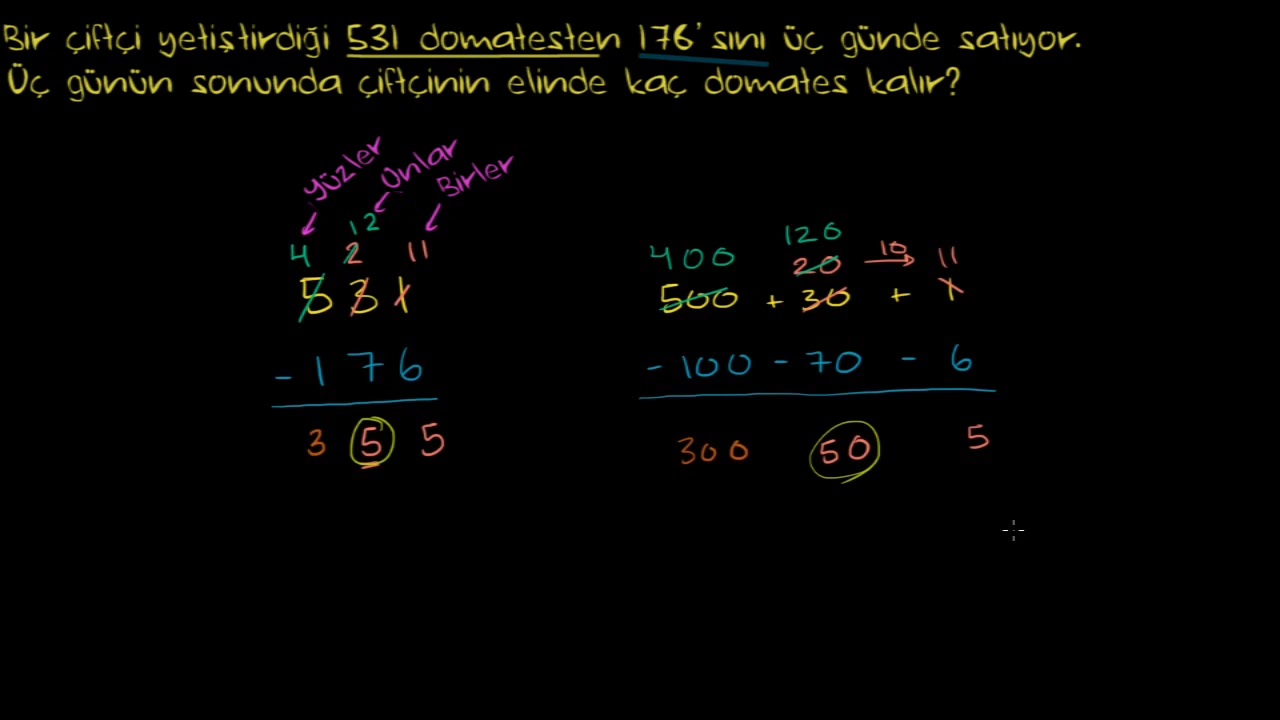 Bir çiftçi yetiştirdiği 531 domatesten 176'sını üç günde satıyor.
Üç günün sonunda çiftçinin elinde kaç domates kalır?
yüzler Onlar Birler
12 120
4 2 11 400 20 10 11
5 3 1 500 + 30 + 1
- 1 7 6 - 100 - 70 - 6
3 5 5 300 50 5